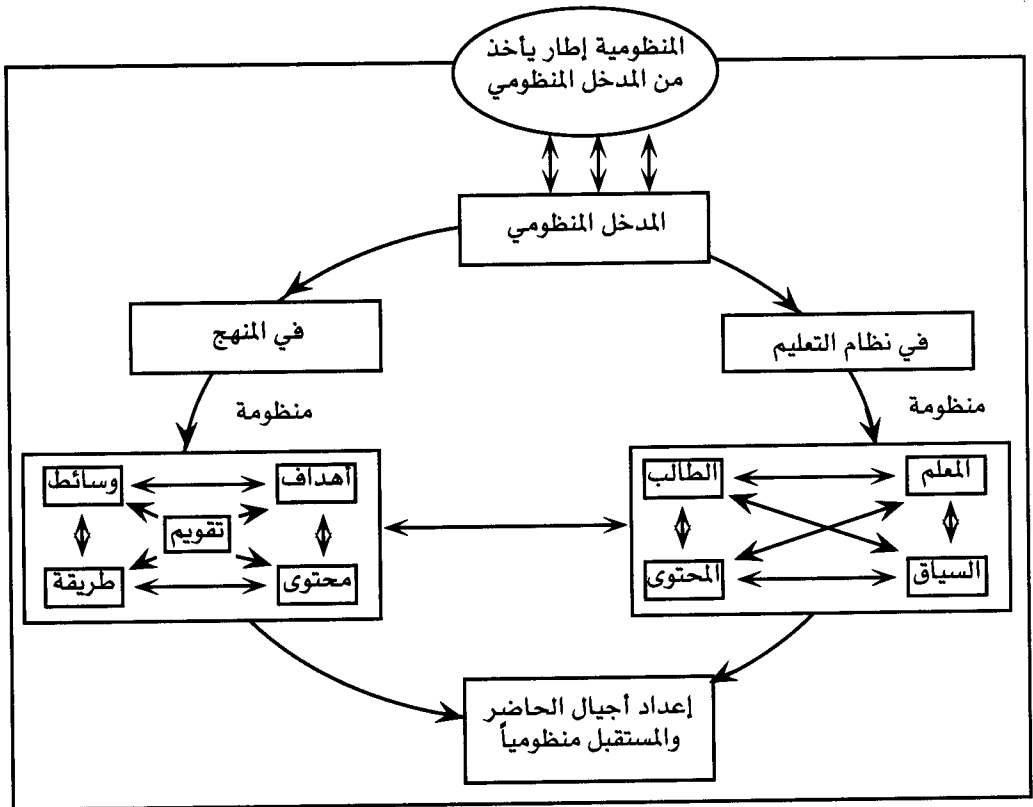 المنظومية إطار يأخذ
من المدخل المنظومي
المدخل المنظومي
في نظام التعليم
في المنهج
منظومة
منظومة
المعلم
الطالب
السياق
المحتوى
أهداف
وسائط
تقويم
محتوى
طريقة
إعداد أجيال الحاضر
والمستقبل منظومياً